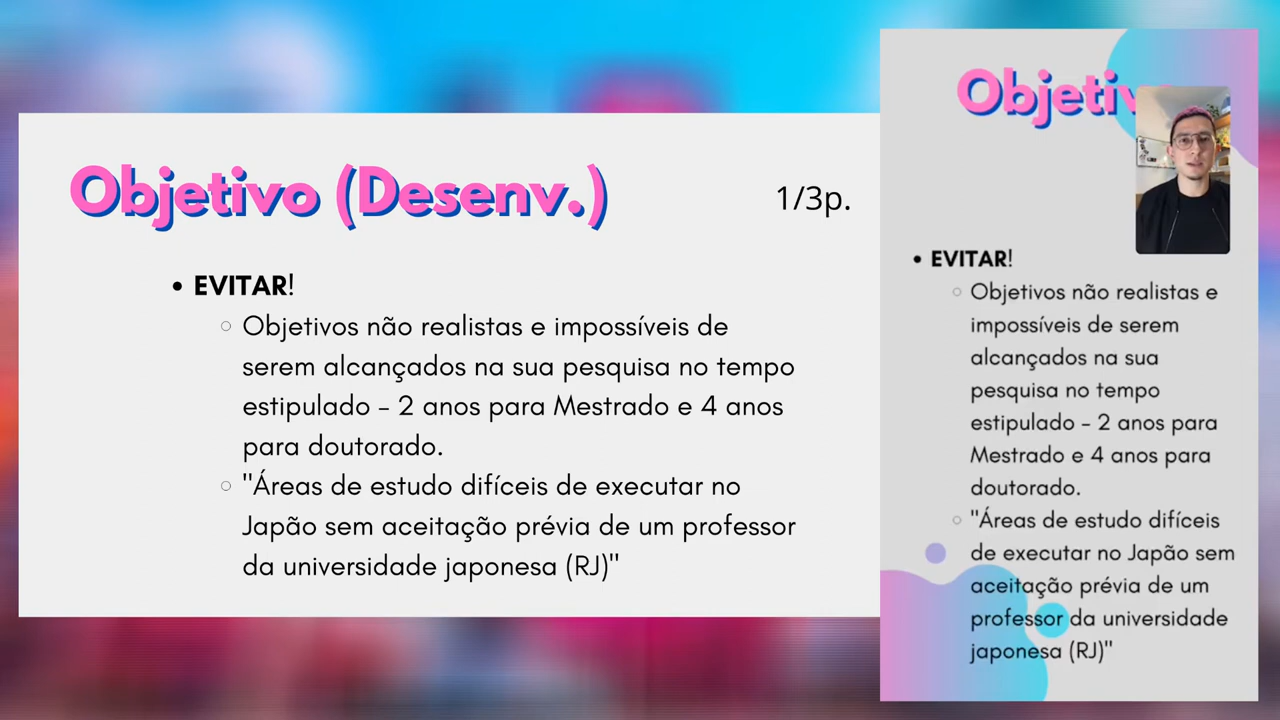 Objetivo (Desenv.)
1/3p.
• EVITAR!
○ Objetivos não realistas e impossíveis de
serem alcançados na sua pesquisa no tempo
estipulado - 2 anos para Mestrado e 4 anos
para doutorado.
○ "Áreas de estudo difíceis de executar no
Japão sem aceitação prévia de um professor
da universidade japonesa (RJ)"
Objetiv
• EVITAR!
○ Objetivos não realistas e
impossíveis de serem
alcançados na sua
pesquisa no tempo
estipulado - 2 anos para
Mestrado e 4 anos para
doutorado.
○ "Áreas de estudo difíceis
de executar no Japão sem
aceitação prévia de um
professor da universidade
japonesa (RJ)"